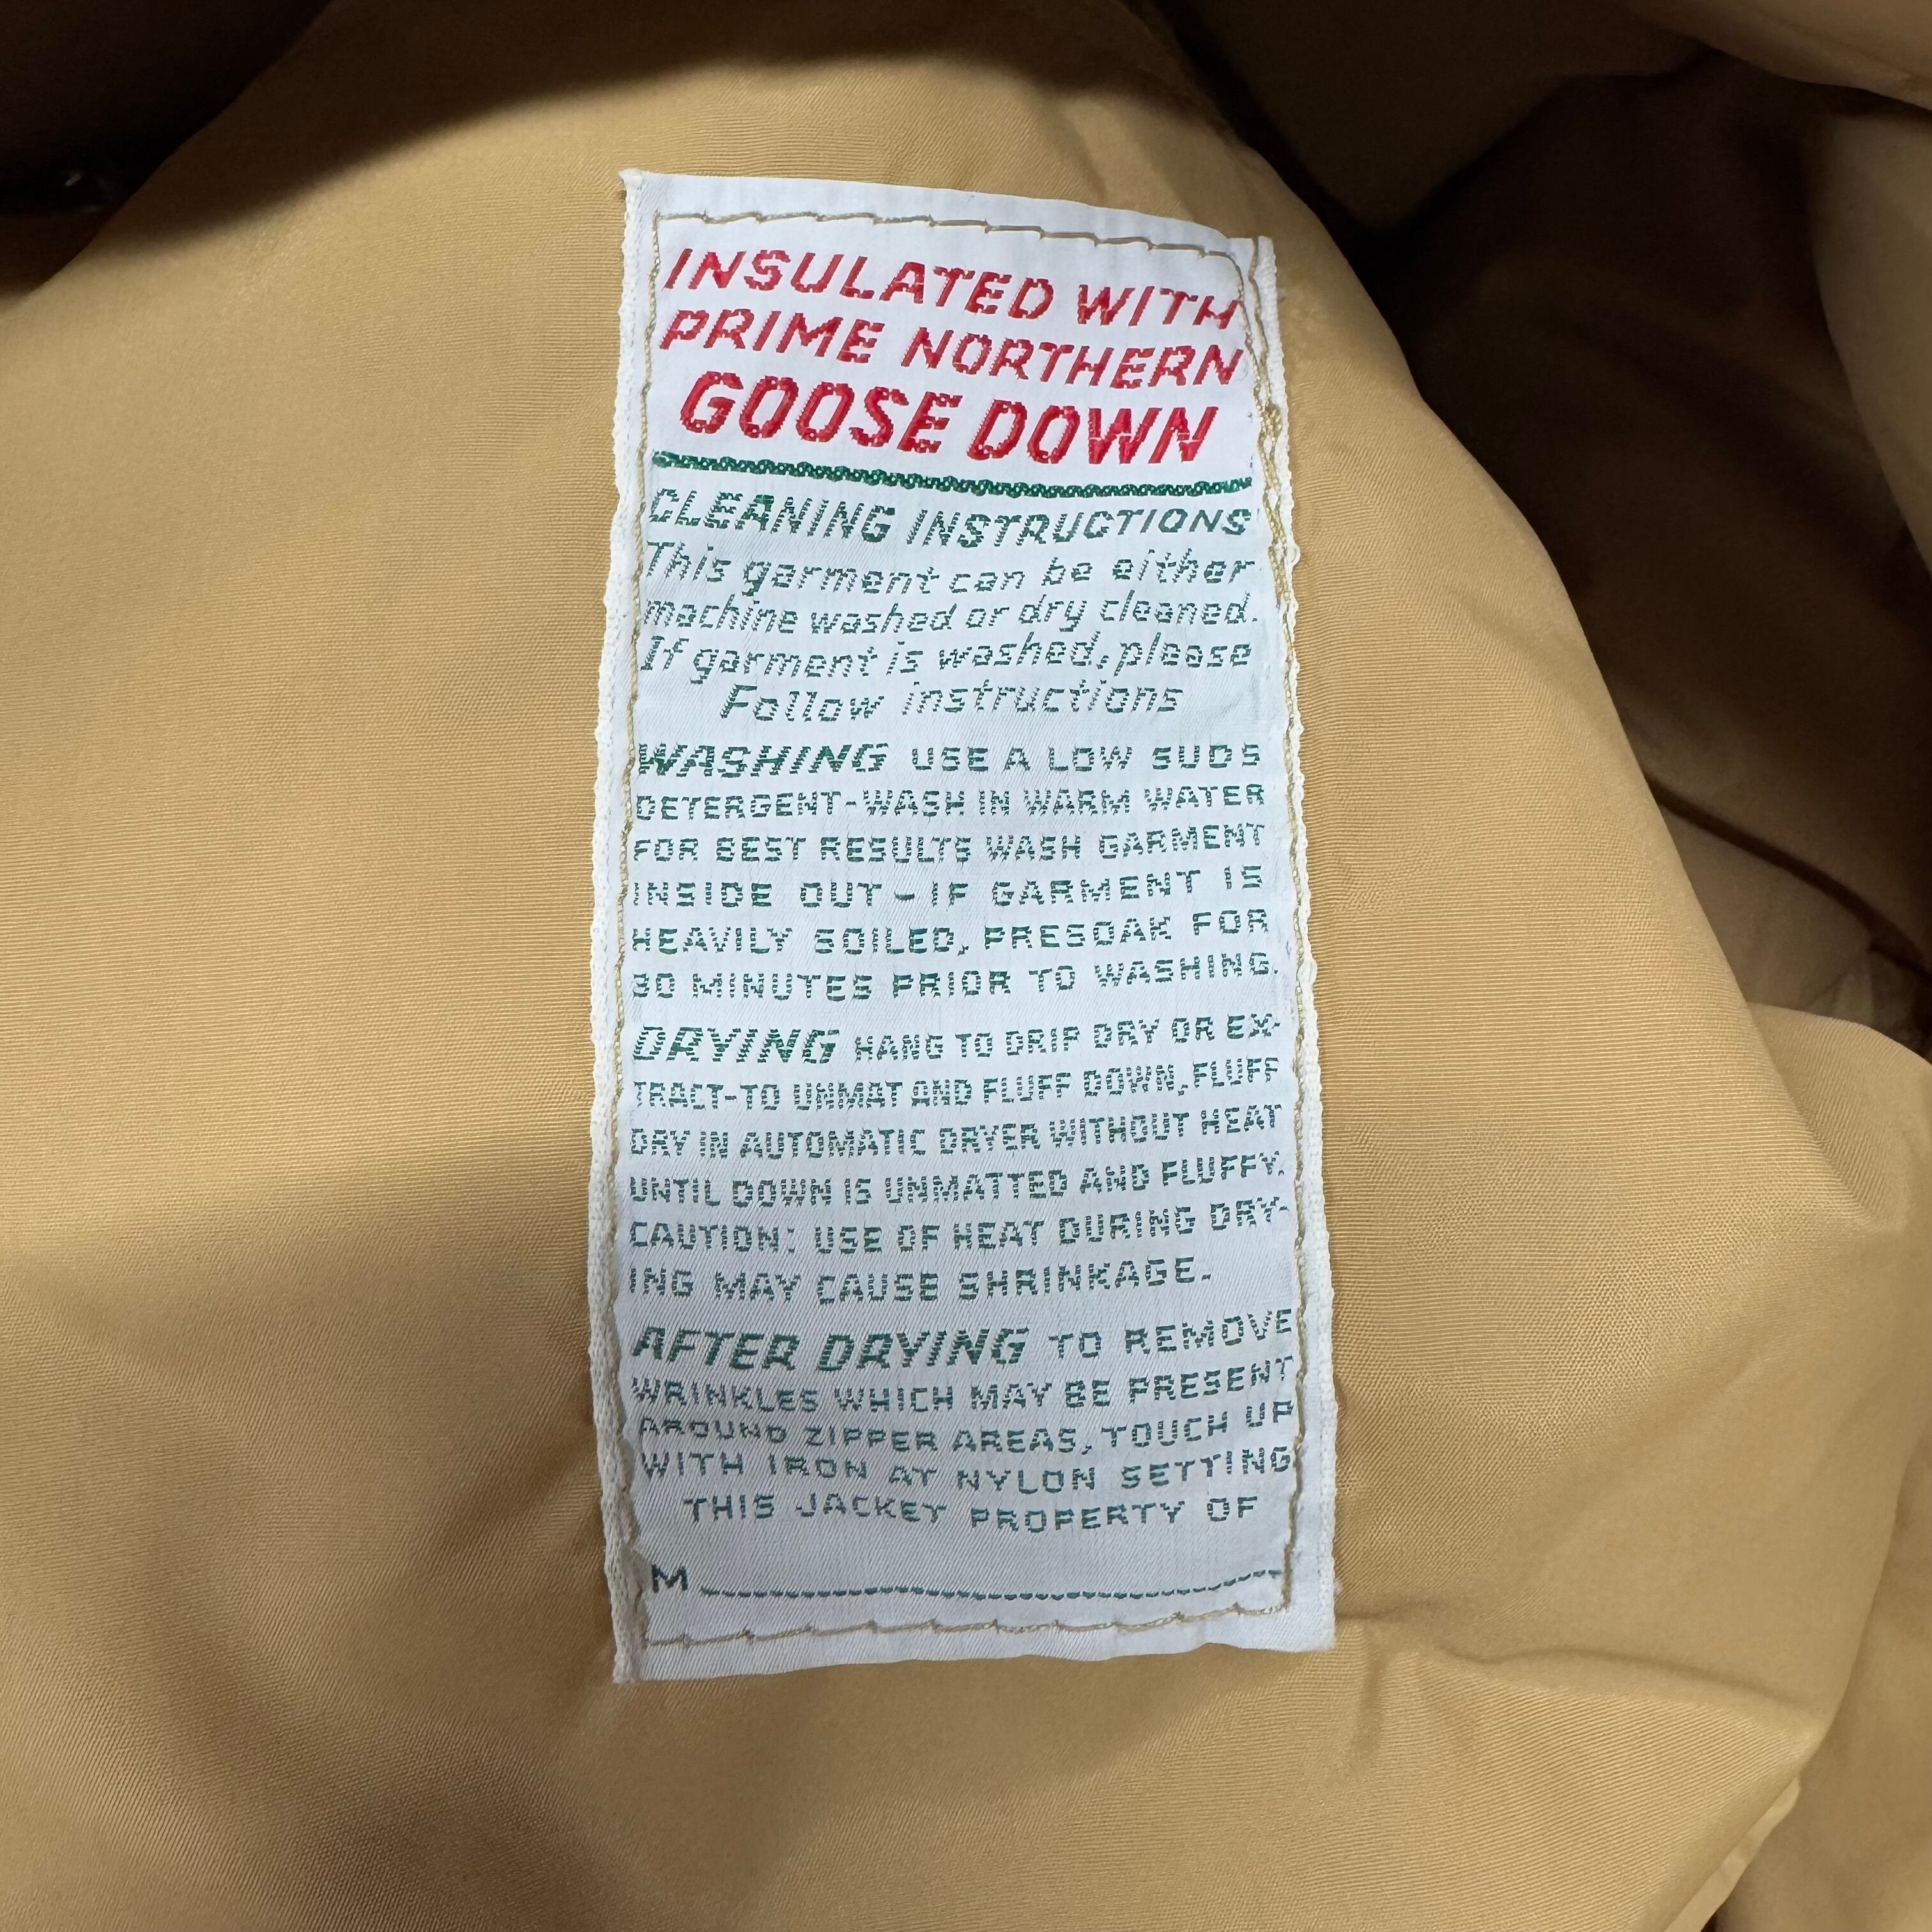 INSULATED WITH
PRIME NORTHERN
GOOSE DOWN
CLEANING INSTRUCTIONS
This garment can be either
machine washed or dry cleaned.
If garment is washed, please
Follow instructions
WASHING USE A LOW SUDS
DETERGENT-WASH IN WARM WATER
FOR BEST RESULTS WASH GARMENT
INSIDE OUT - IF GARMENT IS
HEAVILY SOILED, PRESOAK FOR
30 MINUTES PRIOR TO WASHING.
DRYING HANG TO DRIP DRY OR EX-
TRACT-TO UNMAT AND FLUFF DOWN, FLUFF
DRY IN AUTOMATIC DRYER WITHOUT HEAT
UNTIL DOWN IS UNMATTED AND FLUFFY.
CAUTION: USE OF HEAT DURING DRY-
ING MAY CAUSE SHRINKAGE.
AFTER DRYING TO REMOVE
WRINKLES WHICH MAY BE PRESENT
AROUND ZIPPER AREAS, TOUCH UP
WITH IRON AT NYLON SETTING
THIS JACKET PROPERTY OF
M